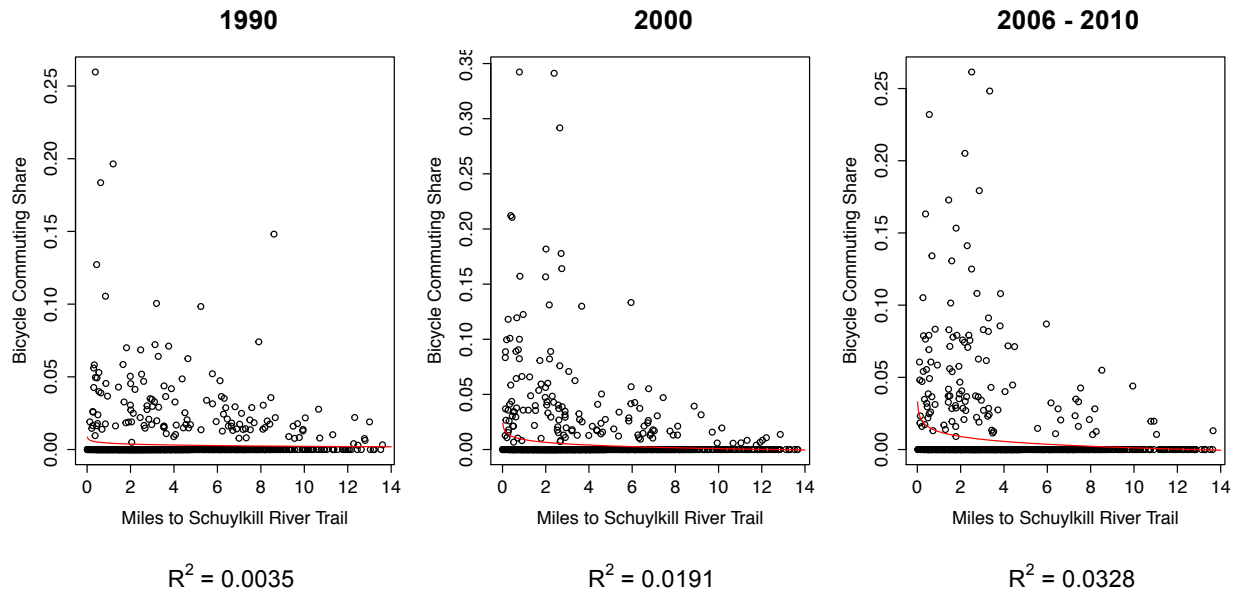 1990
2000
2006 - 2010
Bicycle Commuting Share
0.25
0.20
0.15
0.10
0.05
0.00
0 2 4 6 8 10 12 14
Miles to Schuylkill River Trail
R² = 0.0035
Bicycle Commuting Share
0.35
0.30
0.25
0.20
0.15
0.10
0.05
0.00
0 2 4 6 8 10 12 14
Miles to Schuylkill River Trail
R² = 0.0191
Bicycle Commuting Share
0.25
0.20
0.15
0.10
0.05
0.00
0 2 4 6 8 10 12 14
Miles to Schuylkill River Trail
R² = 0.0328